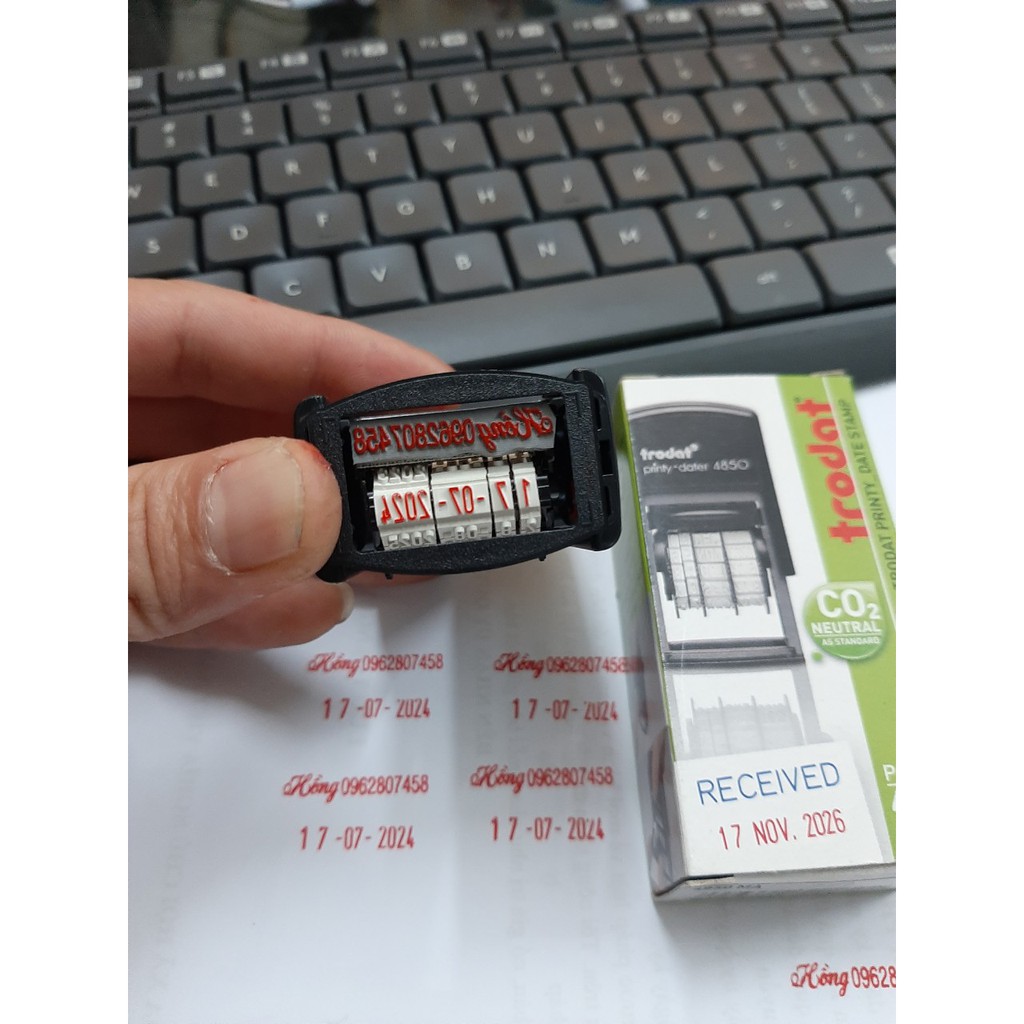 E R T Y U I O P
S D F G H J K L
C V B N M
alt
Hồng 0962807458
17 -07- 2024
trodat
printy-dater 4850
trodat
TRODAT PRINTY DATE STAMP
CO2
NEUTRAL
AS STANDARD
Hồng 0962807458
17 -07- 2024
Hồng 0962807458
17 -07- 2024
Hồng 0962807458
17 -07- 2024
Hồng 0962807458
17 -07- 2024
RECEIVED
17 NOV. 2026
Hồng 09628